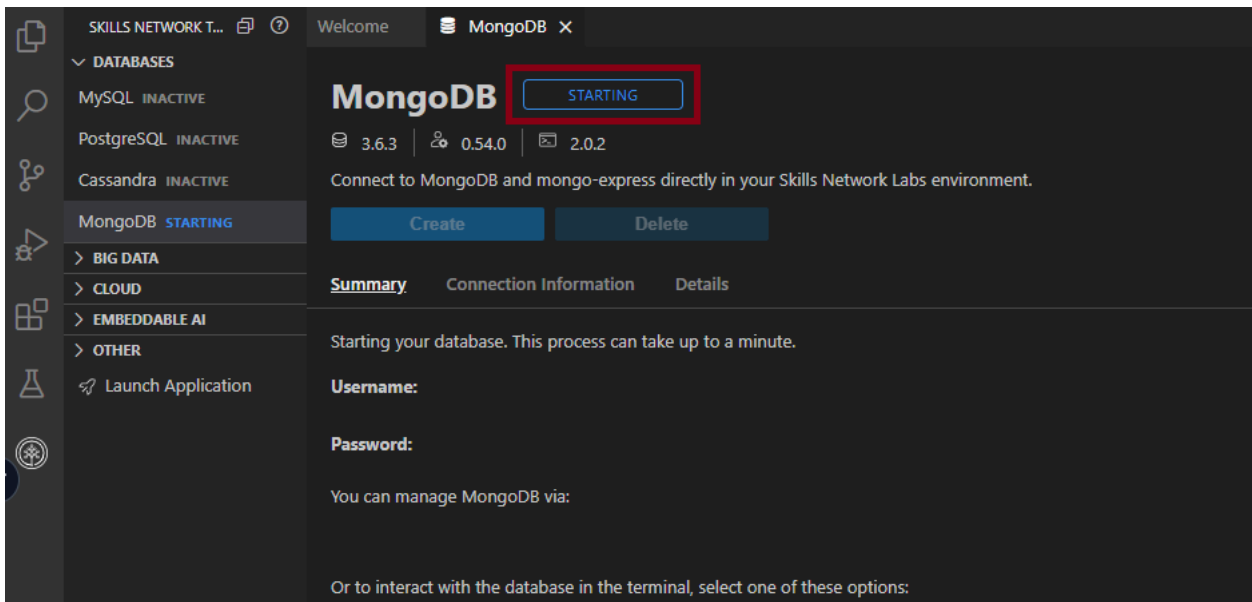 SKILLS NETWORK T...
Welcome
MongoDB
DATABASES
MySQL INACTIVE
PostgreSQL INACTIVE
Cassandra INACTIVE
MongoDB STARTING
BIG DATA
CLOUD
EMBEDDABLE AI
OTHER
Launch Application
MongoDB STARTING
3.6.3 0.54.0 2.0.2
Connect to MongoDB and mongo-express directly in your Skills Network Labs environment.
Create Delete
Summary Connection Information Details
Starting your database. This process can take up to a minute.
Username:
Password:
You can manage MongoDB via:
Or to interact with the database in the terminal, select one of these options: